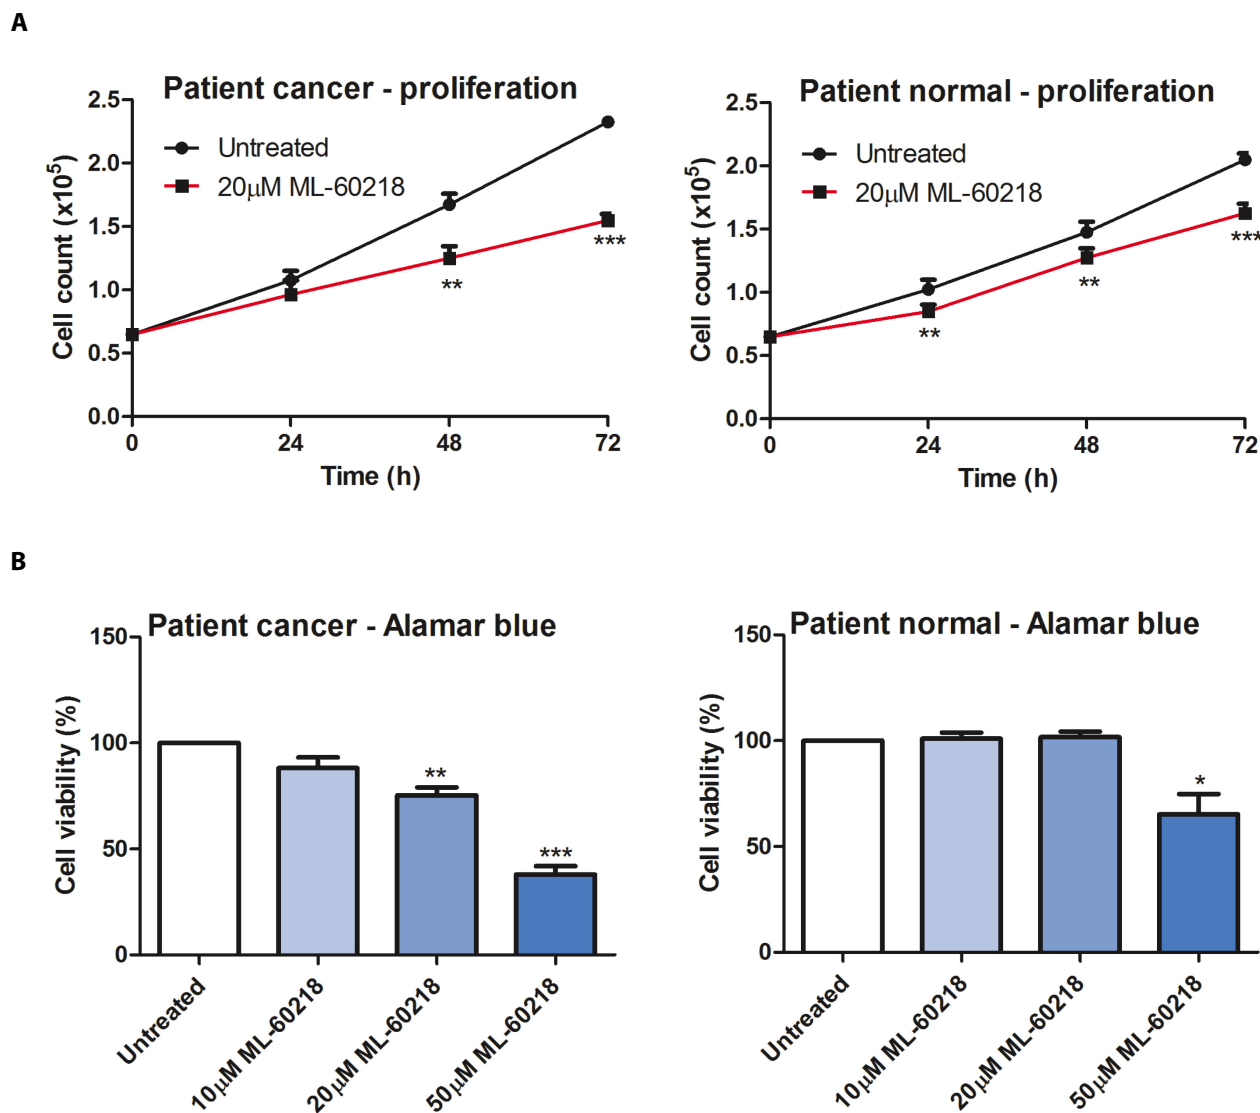 A
Patient cancer - proliferation
Untreated
20μM ML-60218
Cell count (x10⁵)
2.5
2.0
1.5
1.0
0.5
0.0
**
***
0 24 48 72
Time (h)
Patient normal - proliferation
Untreated
20μM ML-60218
Cell count (x10⁵)
2.5
2.0
1.5
1.0
0.5
0.0
**
**
***
0 24 48 72
Time (h)
B
Patient cancer - Alamar blue
Cell viability (%)
150
100
50
0
**
***
Untreated
10μM ML-60218
20μM ML-60218
50μM ML-60218
Patient normal - Alamar blue
Cell viability (%)
150
100
50
0
*
Untreated
10μM ML-60218
20μM ML-60218
50μM ML-60218